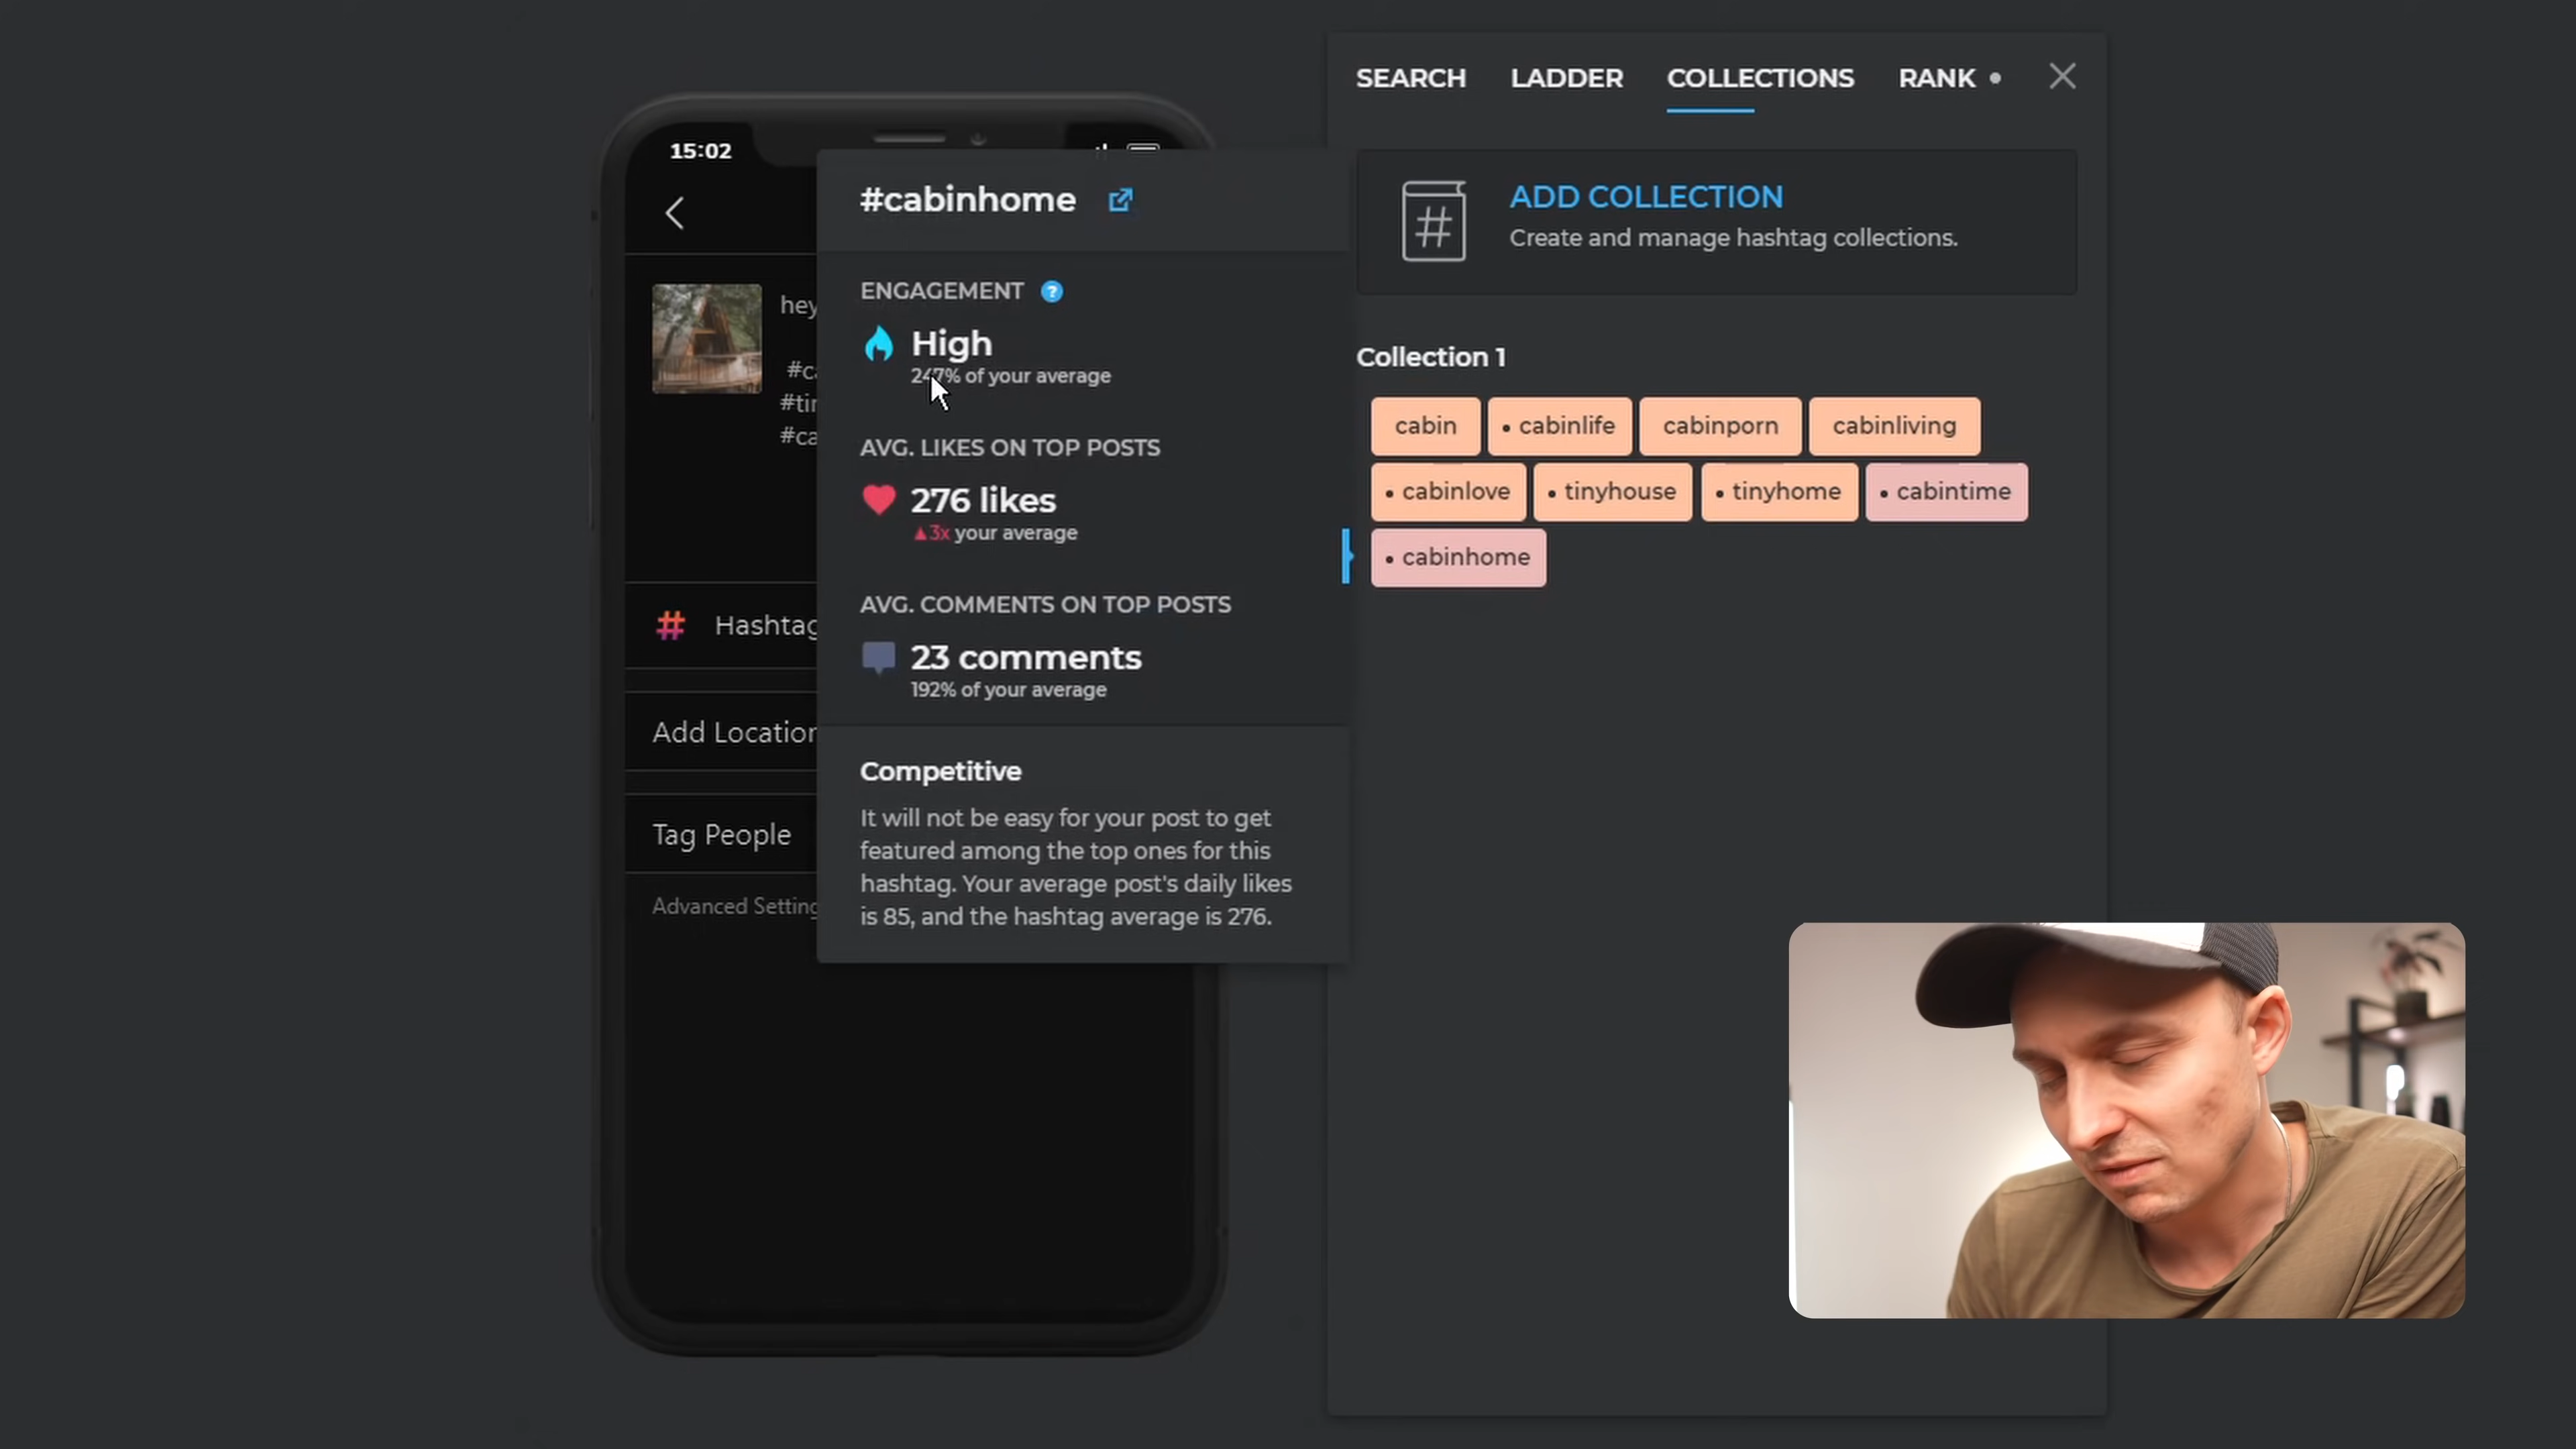 15:02
hey
#ca
#tin
#ca
Hashtag
Add Location
Tag People
Advanced Setting
#cabinhome
ENGAGEMENT ?
High
247% of your average
AVG. LIKES ON TOP POSTS
276 likes
▲3x your average
AVG. COMMENTS ON TOP POSTS
23 comments
192% of your average
Competitive
It will not be easy for your post to get
featured among the top ones for this
hashtag. Your average post's daily likes
is 85, and the hashtag average is 276.
SEARCH LADDER COLLECTIONS RANK •
ADD COLLECTION
Create and manage hashtag collections.
Collection 1
cabin • cabinlife cabinporn cabinliving
• cabinlove • tinyhouse • tinyhome • cabintime
• cabinhome